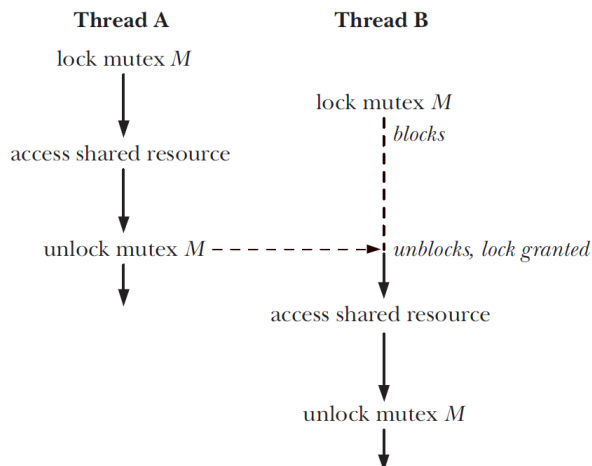 Thread A
lock mutex M
access shared resource
unlock mutex M
Thread B
lock mutex M
blocks
unblocks, lock granted
access shared resource
unlock mutex M